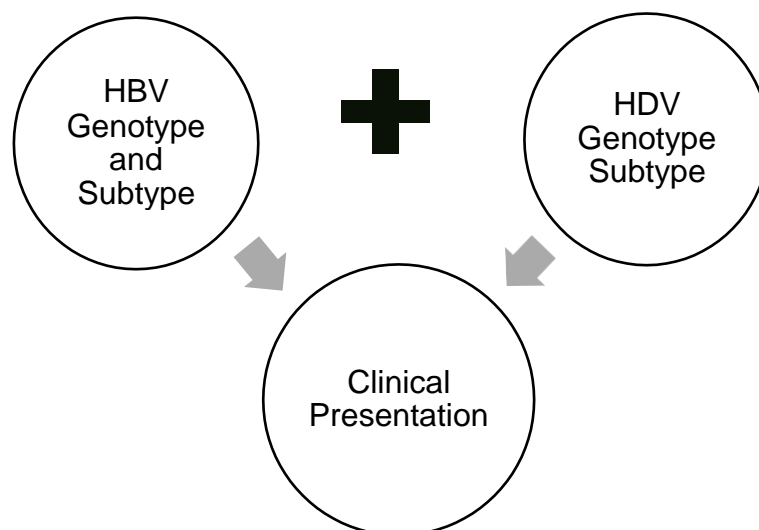 HBV
Genotype
and
Subtype
HDV
Genotype
Subtype
Clinical
Presentation